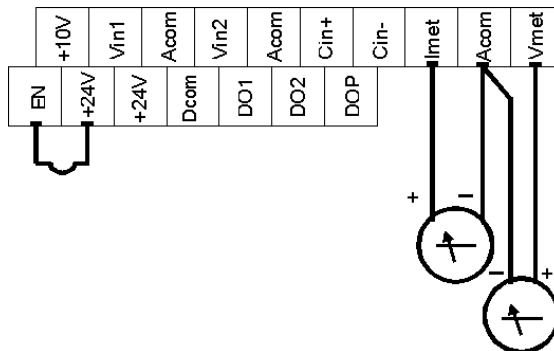 +10V
Vin1
Acom
Vin2
Acom
Cin+
Cin-
Imet
Acom
Vmet
EN
+24V
+24V
Dcom
DO1
DO2
DOP
+
–
–
+